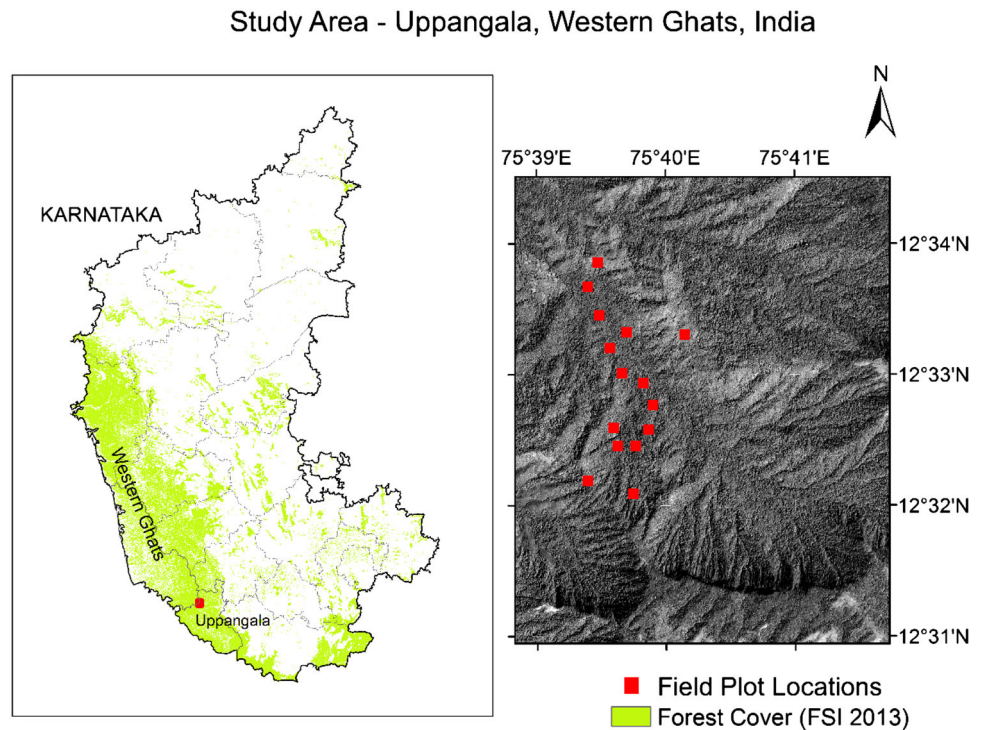 Study Area - Uppangala, Western Ghats, India
KARNATAKA
Western Ghats
Uppangala
N
75°39'E
75°40'E
75°41'E
12°34'N
12°33'N
12°32'N
12°31'N
Field Plot Locations
Forest Cover (FSI 2013)